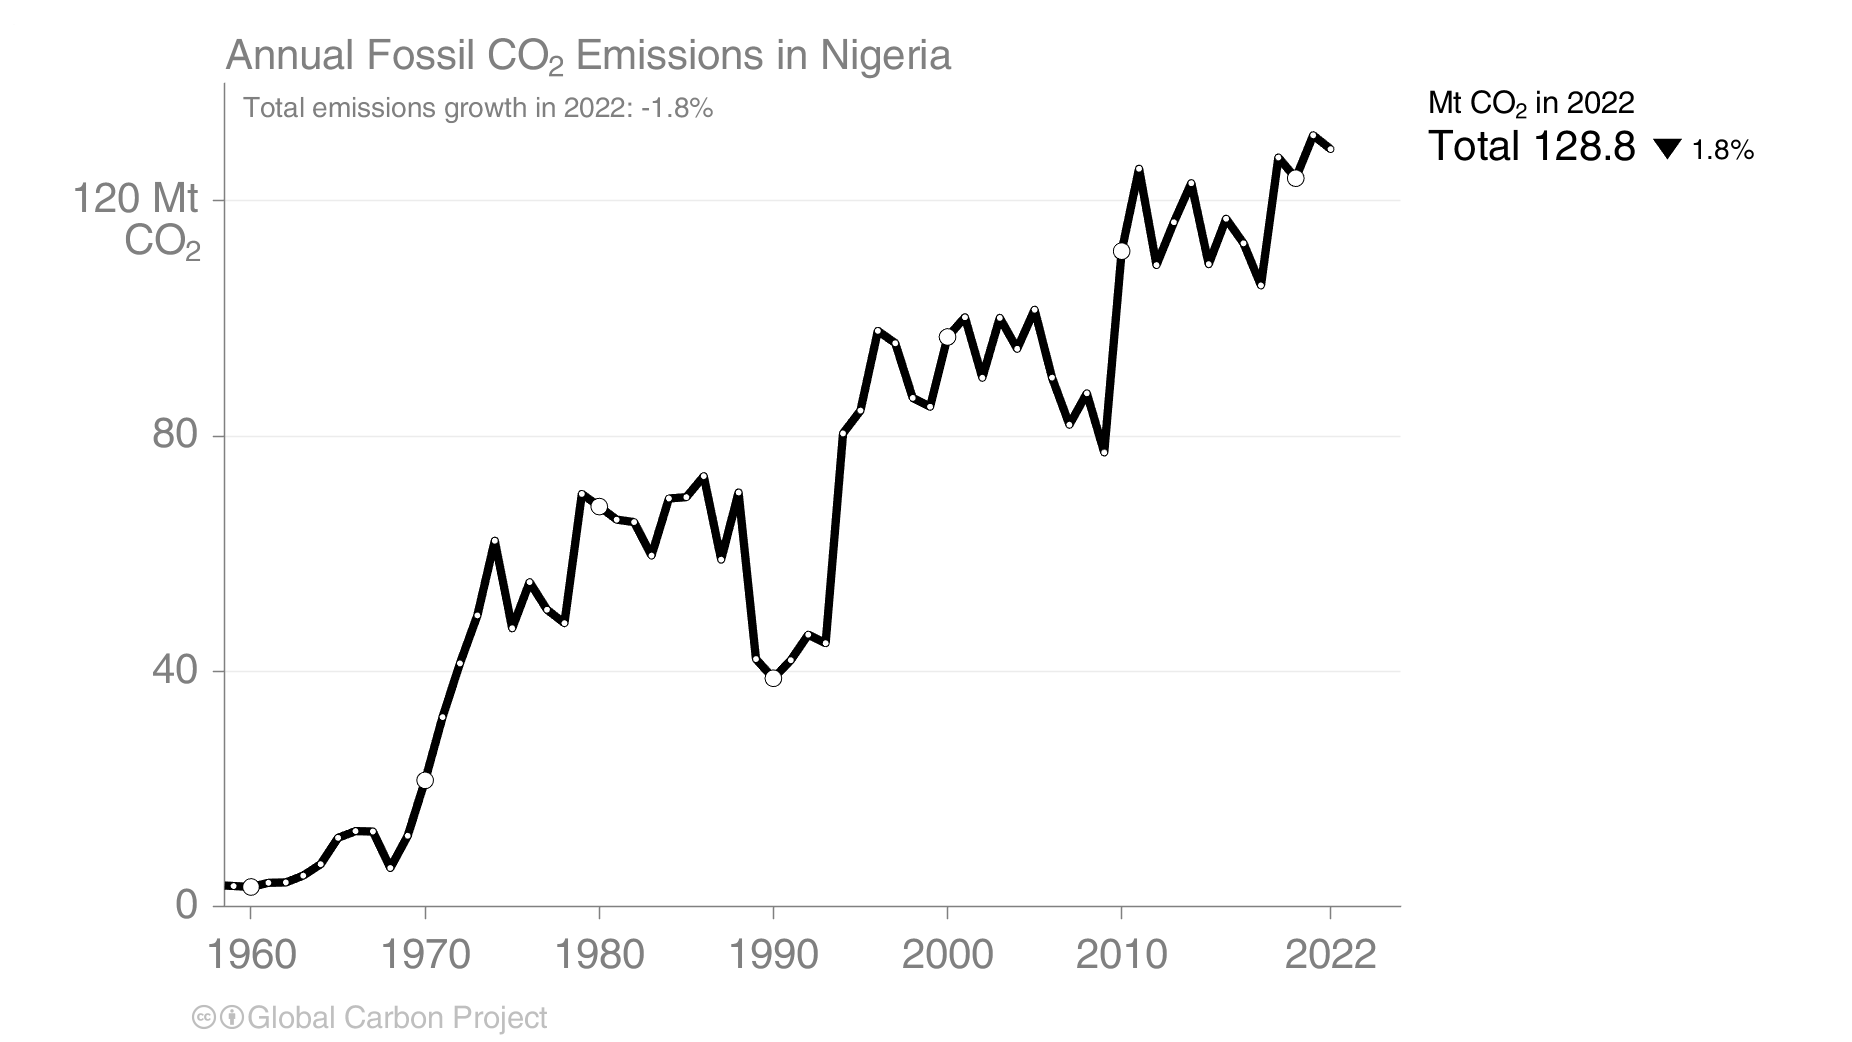 Annual Fossil CO₂ Emissions in Nigeria
Total emissions growth in 2022: -1.8%
Mt CO₂ in 2022
Total 128.8 ▼ 1.8%
120 Mt
CO₂
80
40
0
1960 1970 1980 1990 2000 2010 2022
cc Global Carbon Project